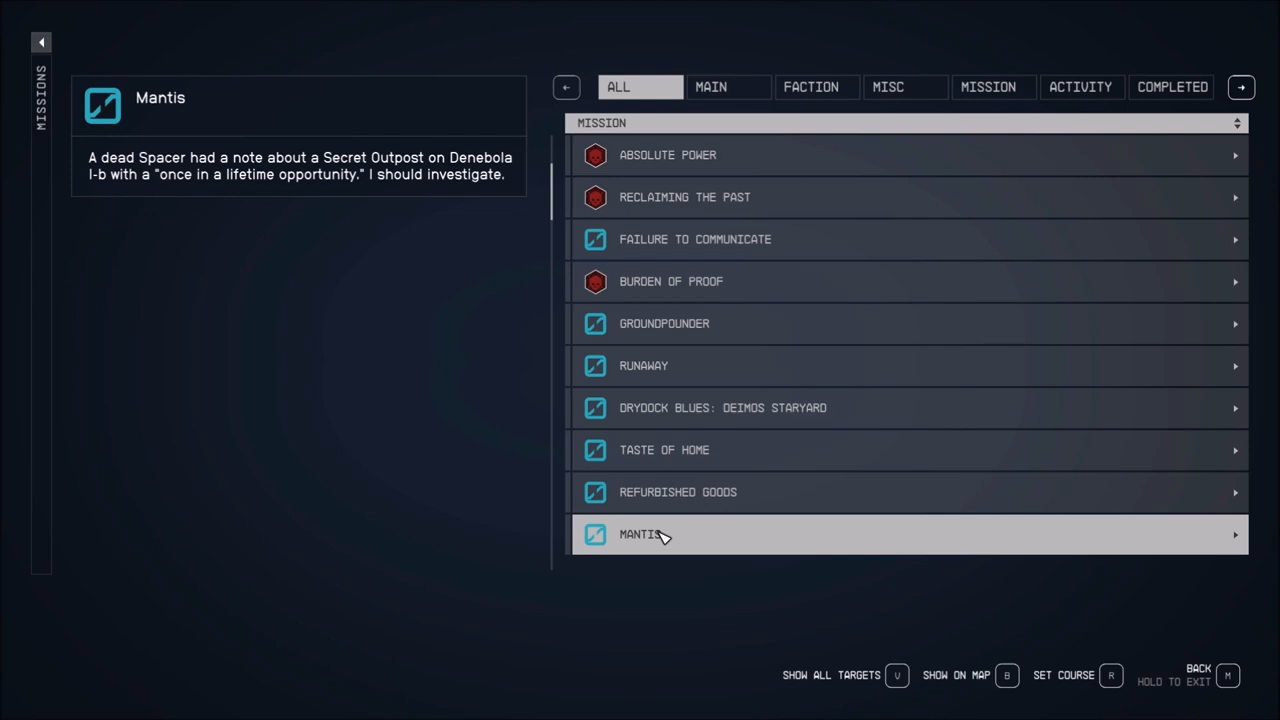 MISSIONS
Mantis
A dead Spacer had a note about a Secret Outpost on Denebola
I-b with a "once in a lifetime opportunity." I should investigate.
ALL MAIN FACTION MISC MISSION ACTIVITY COMPLETED
MISSION
ABSOLUTE POWER
RECLAIMING THE PAST
FAILURE TO COMMUNICATE
BURDEN OF PROOF
GROUNDPOUNDER
RUNAWAY
DRYDOCK BLUES: DEIMOS STARYARD
TASTE OF HOME
REFURBISHED GOODS
MANTIS
SHOW ALL TARGETS V SHOW ON MAP B SET COURSE R BACK M
HOLD TO EXIT